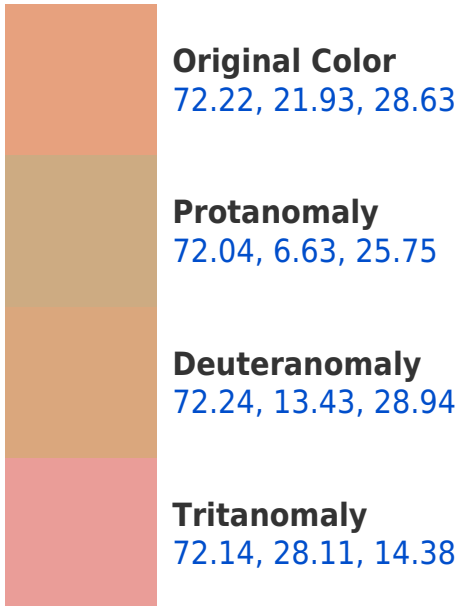 Original Color
72.22, 21.93, 28.63
Protanomaly
72.04, 6.63, 25.75
Deuteranomaly
72.24, 13.43, 28.94
Tritanomaly
72.14, 28.11, 14.38